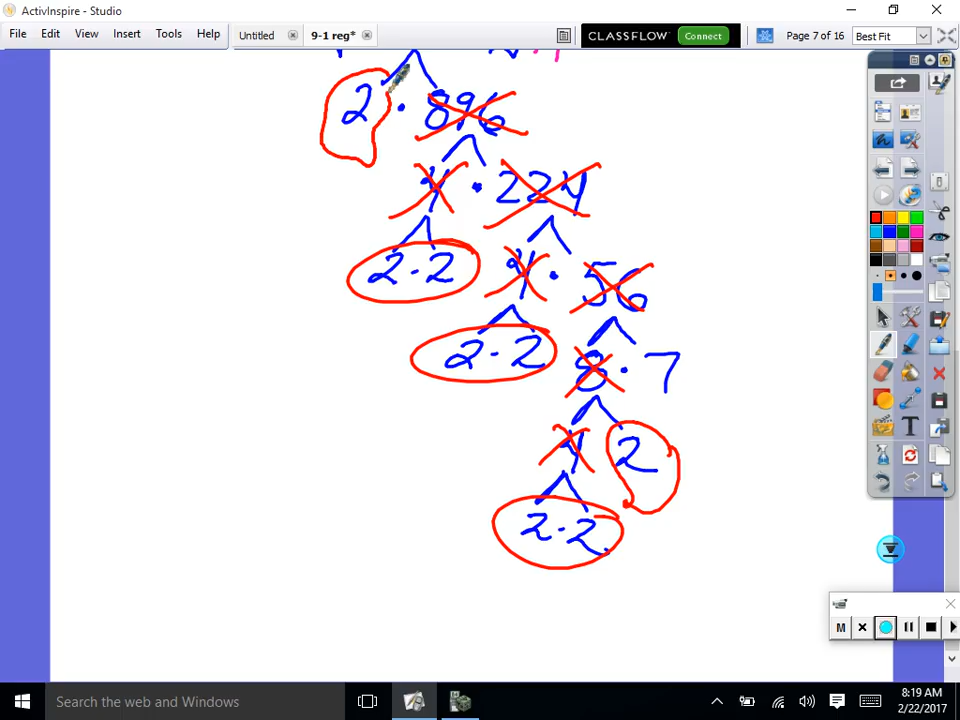 ActivInspire - Studio
File Edit View Insert Tools Help Untitled 9-1 reg* CLASSFLOW Connect Page 7 of 16 Best Fit
2 · 896
4 · 224
2 · 2 4 · 56
2 · 2 8 · 7
4 2
2 · 2
T
M
Search the web and Windows
8:19 AM
2/22/2017